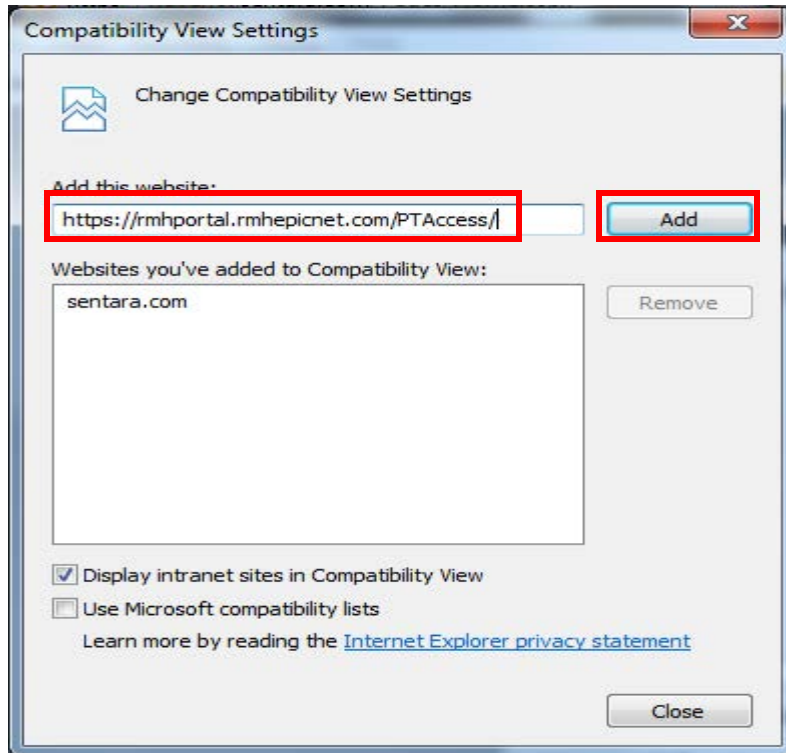 Compatibility View Settings
Change Compatibility View Settings
Add this website:
https://rmhportal.rmhepicnet.com/PTAccess/
Add
Websites you've added to Compatibility View:
sentara.com
Remove
Display intranet sites in Compatibility View
Use Microsoft compatibility lists
Learn more by reading the Internet Explorer privacy statement
Close